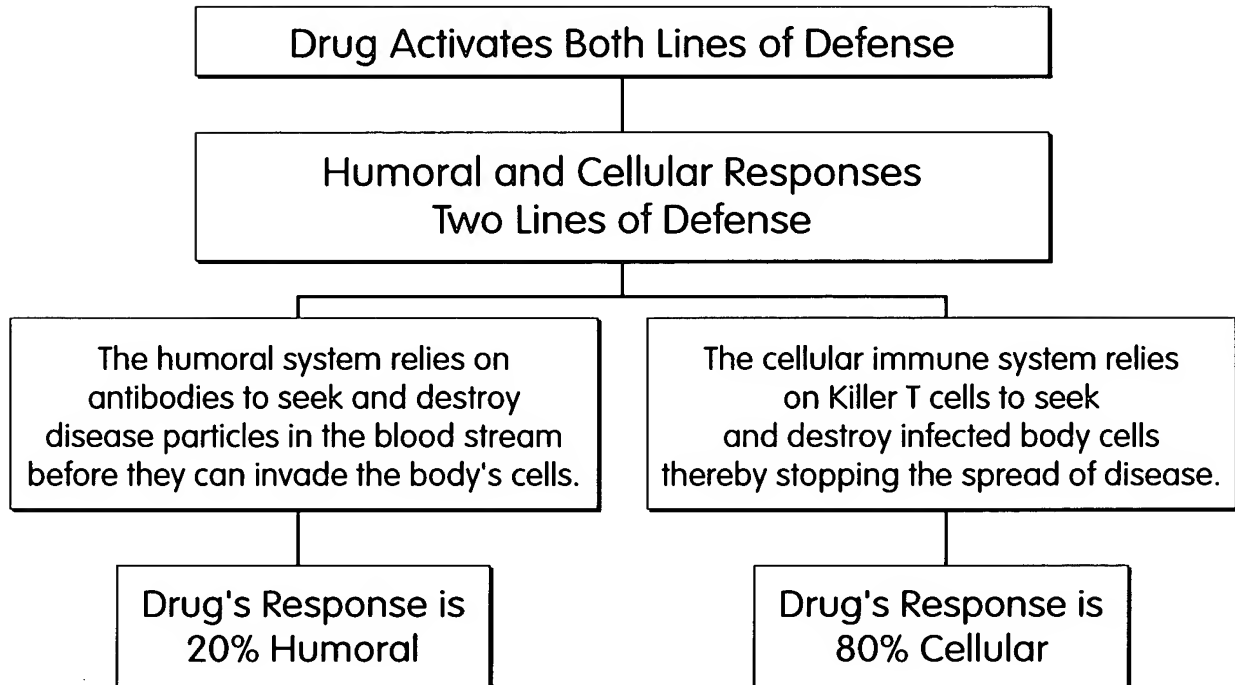 Drug Activates Both Lines of Defense
Humoral and Cellular Responses
Two Lines of Defense
The humoral system relies on
antibodies to seek and destroy
disease particles in the blood stream
before they can invade the body's cells.
The cellular immune system relies
on Killer T cells to seek
and destroy infected body cells
thereby stopping the spread of disease.
Drug's Response is
20% Humoral
Drug's Response is
80% Cellular